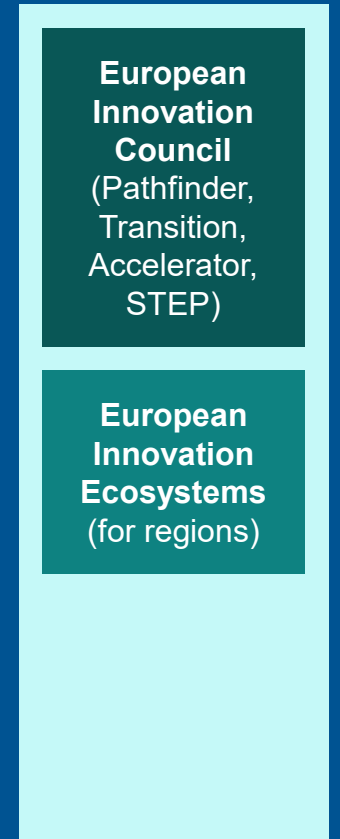 European
Innovation
Council
(Pathfinder,
Transition,
Accelerator,
STEP)
European
Innovation
Ecosystems
(for regions)